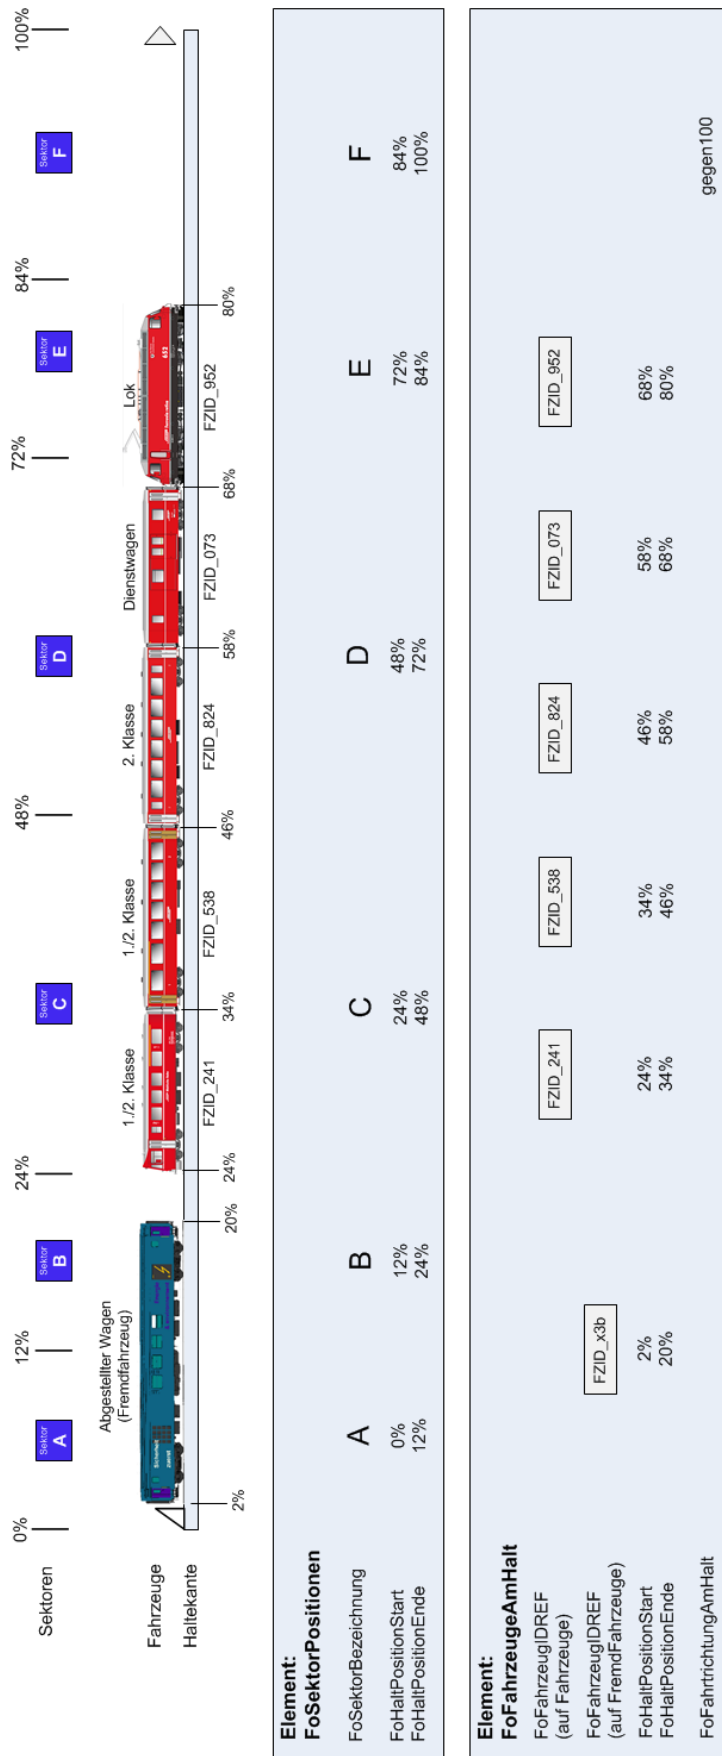 Sektoren
0%
12%
24%
48%
72%
84%
100%
Sektor
A
Sektor
B
Sektor
C
Sektor
D
Sektor
E
Sektor
F
Fahrzeuge
Abgestellter Wagen
(Fremdfahrzeug)
1./2. Klasse
1./2. Klasse
2. Klasse
Dienstwagen
Lok
Sicherheit
zuerst
652
Haltekante
FZID_241
FZID_538
FZID_824
FZID_073
FZID_952
2%
20%
24%
34%
46%
58%
68%
80%
Element:
FoSektorPositionen
FoSektorBezeichnung
A
B
C
D
E
F
FoHaltPositionStart
0%
12%
24%
48%
72%
84%
FoHaltPositionEnde
12%
24%
48%
72%
84%
100%
Element:
FoFahrzeugeAmHalt
FoFahrzeugIDREF
(auf Fahrzeuge)
FZID_241
FZID_538
FZID_824
FZID_073
FZID_952
FoFahrzeugIDREF
(auf FremdFahrzeuge)
FZID_x3b
FoHaltPositionStart
2%
24%
34%
46%
58%
68%
FoHaltPositionEnde
20%
34%
46%
58%
68%
80%
FoFahrtrichtungAmHalt
gegen100